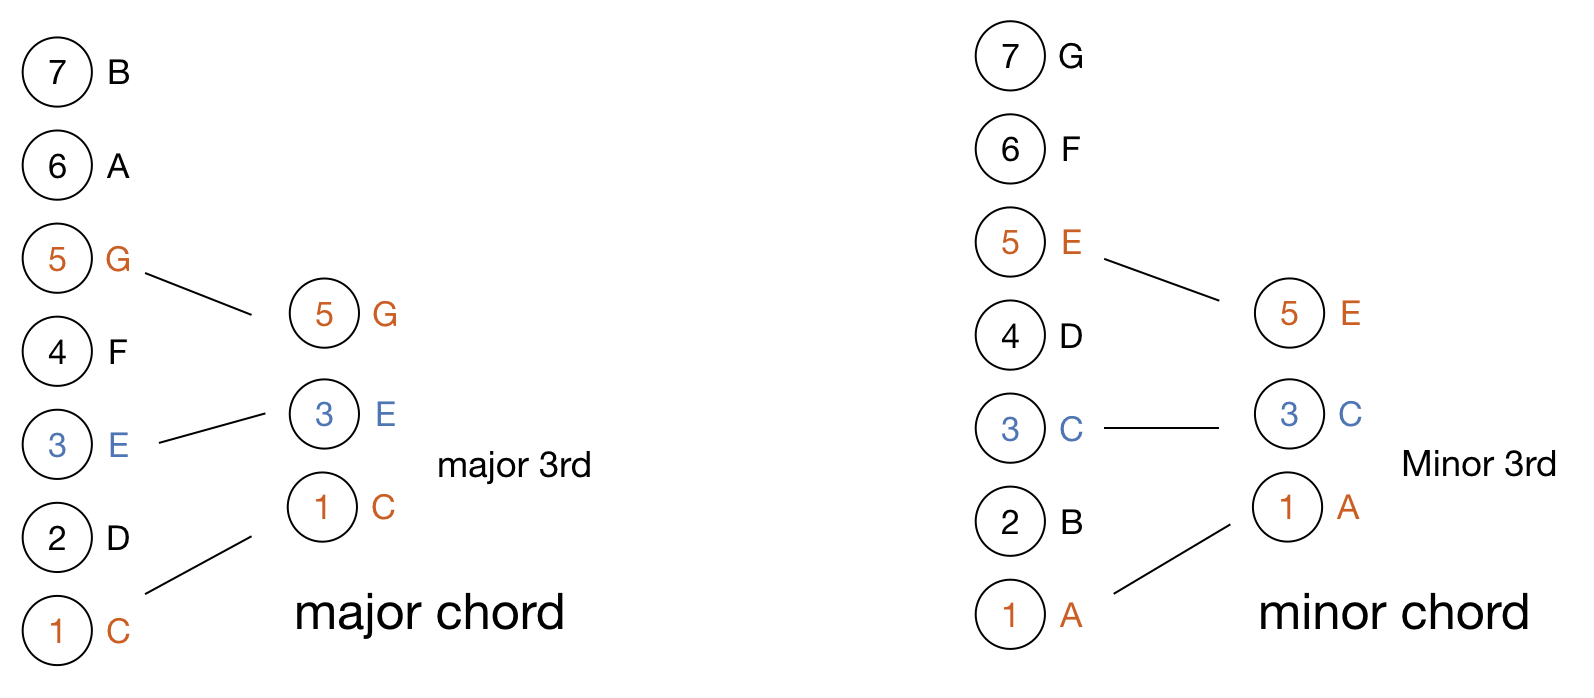 7 B
6 A
5 G
4 F
3 E
2 D
1 C
5 G
3 E
1 C
major 3rd
major chord
7 G
6 F
5 E
4 D
3 C
2 B
1 A
5 E
3 C
1 A
Minor 3rd
minor chord